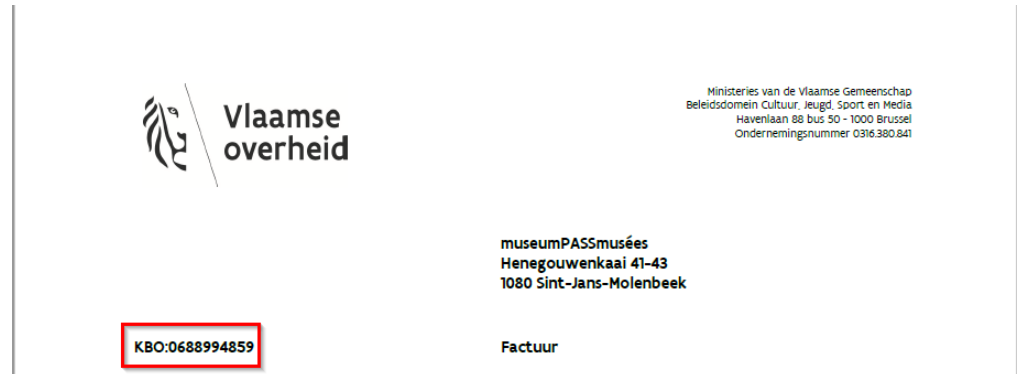 Vlaamse
overheid
Ministeries van de Vlaamse Gemeenschap
Beleidsdomein Cultuur, Jeugd, Sport en Media
Havenlaan 88 bus 50 - 1000 Brussel
Ondernemingsnummer 0316.380.841
museumPASSmusées
Henegouwenkaai 41-43
1080 Sint-Jans-Molenbeek
KBO:0688994859
Factuur